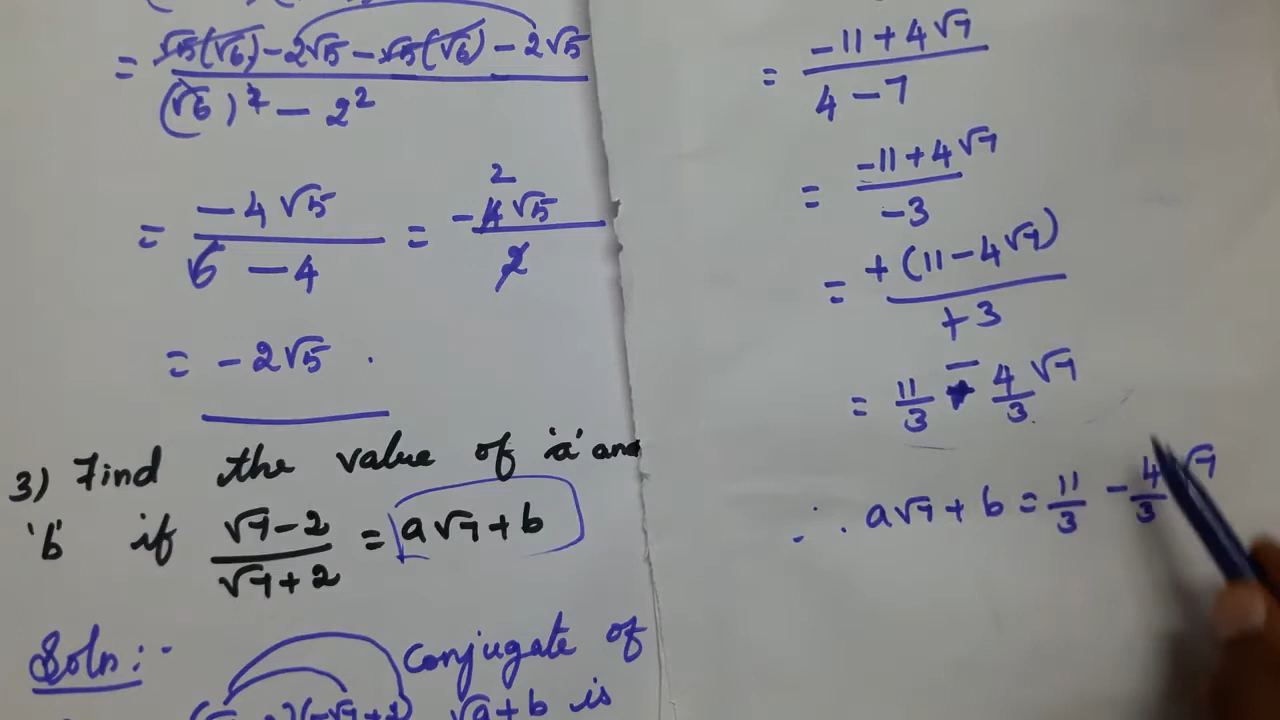 = √5(√6) - 2√5 - √5(√6) - 2√5 / (√6)² - 2²
= -4√5 / 6 - 4 = -4√5 / 2
2
= -2√5.
3) Find the value of 'a' and
'b' if √7-2 / √7+2 = a√7+b
Soln:-
conjugate of
√a+b is
= -11+4√7 / 4-7
= -11+4√7 / -3
= +(11-4√7) / +3
= 11/3 - 4/3 √7
∴ a√7+b = 11/3 - 4/3 √7